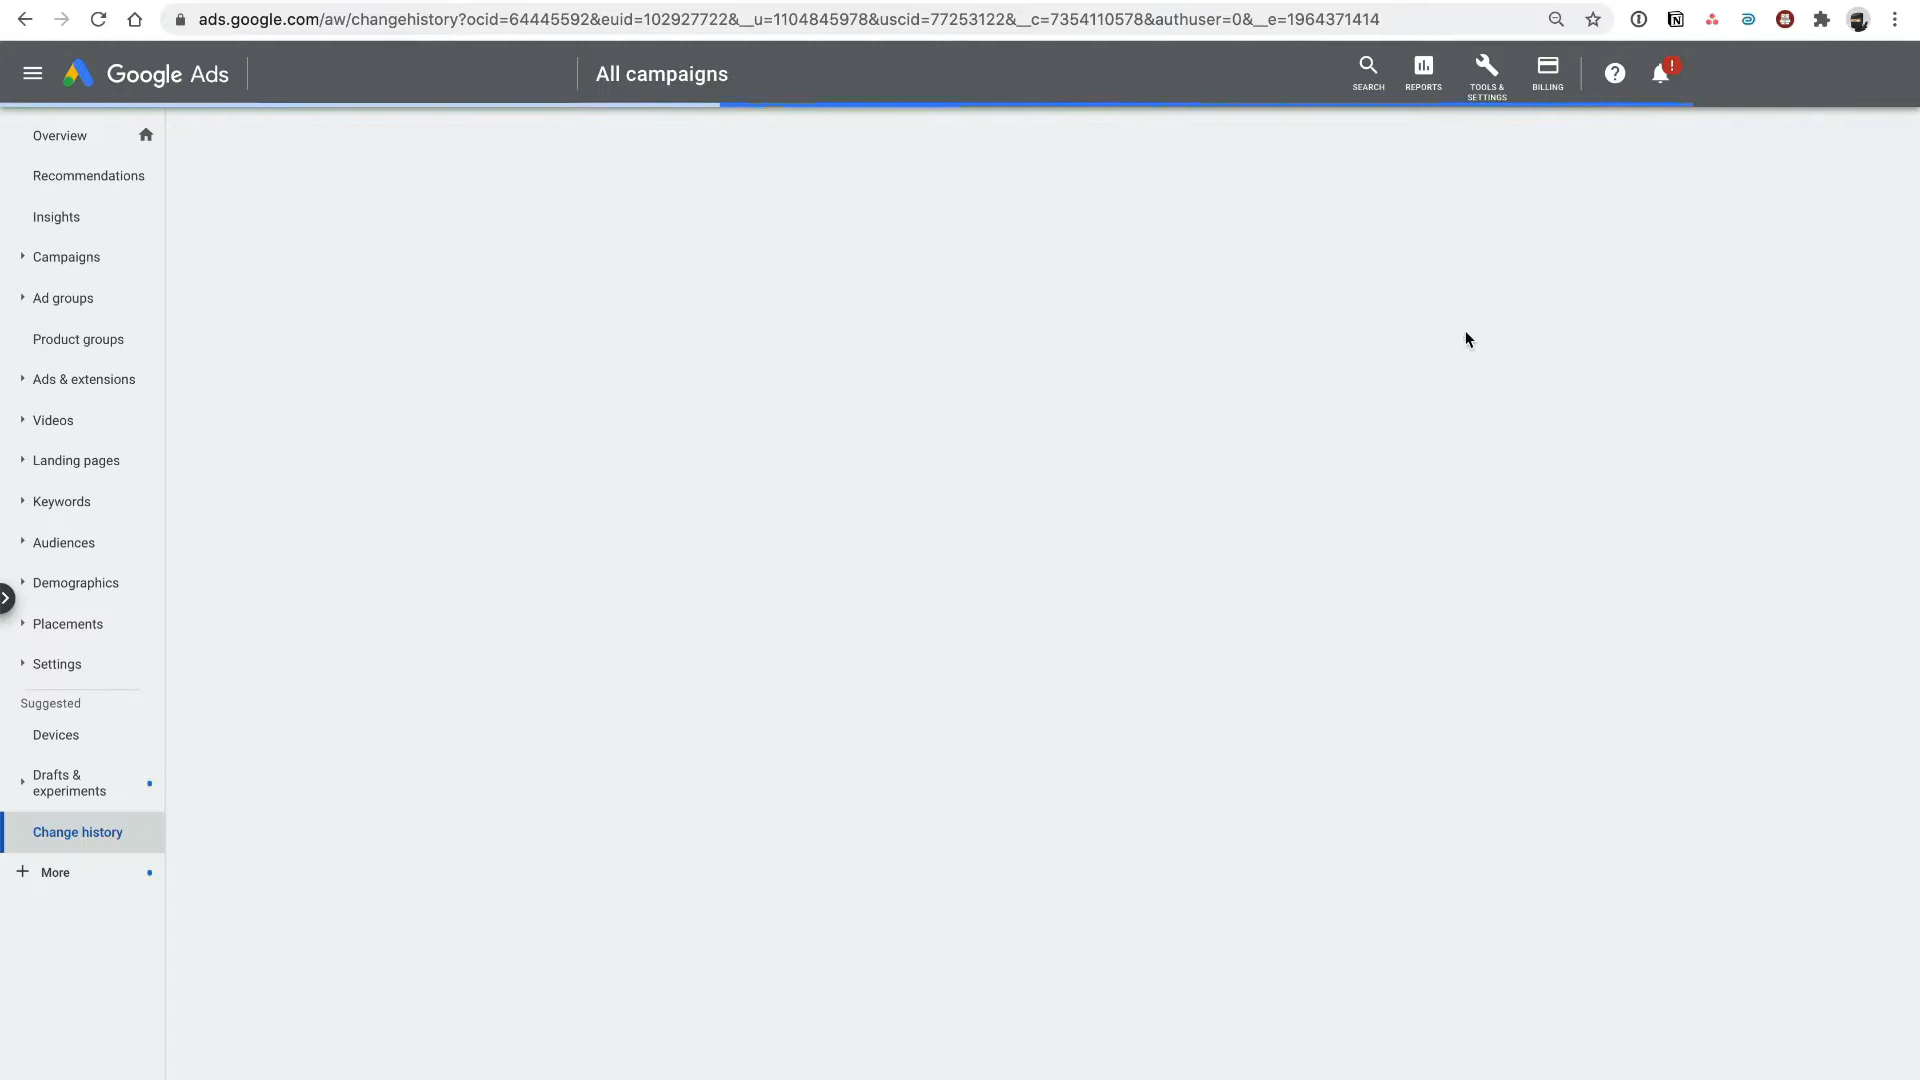 ads.google.com/aw/changehistory?ocid=64445592&euid=102927722&__u=1104845978&uscid=77253122&__c=7354110578&authuser=0&__e=1964371414
Google Ads
All campaigns
SEARCH
REPORTS
TOOLS &
SETTINGS
BILLING
?
!
Overview
Recommendations
Insights
Campaigns
Ad groups
Product groups
Ads & extensions
Videos
Landing pages
Keywords
Audiences
Demographics
Placements
Settings
Suggested
Devices
Drafts &
experiments
Change history
+ More